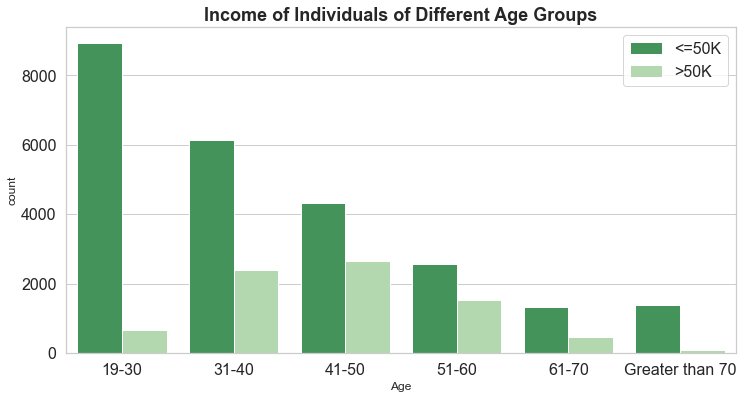 Income of Individuals of Different Age Groups
<=50K
>50K
8000
6000
4000
2000
0
count
19-30 31-40 41-50 51-60 61-70 Greater than 70
Age